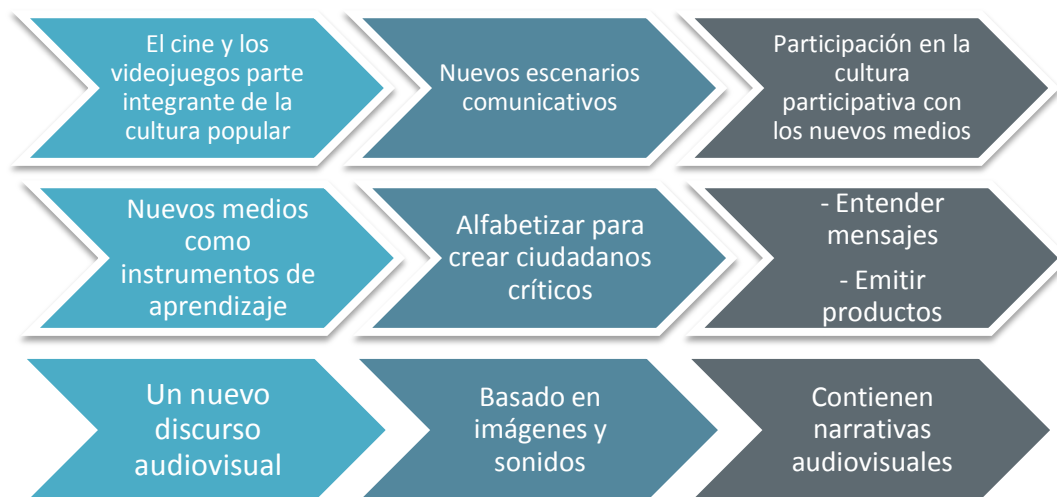 El cine y los
videojuegos parte
integrante de la
cultura popular
Nuevos escenarios
comunicativos
Participación en la
cultura
participativa con
los nuevos medios
Nuevos medios
como
instrumentos de
aprendizaje
Alfabetizar para
crear ciudadanos
críticos
- Entender
mensajes
- Emitir
productos
Un nuevo
discurso
audiovisual
Basado en
imágenes y
sonidos
Contienen
narrativas
audiovisuales